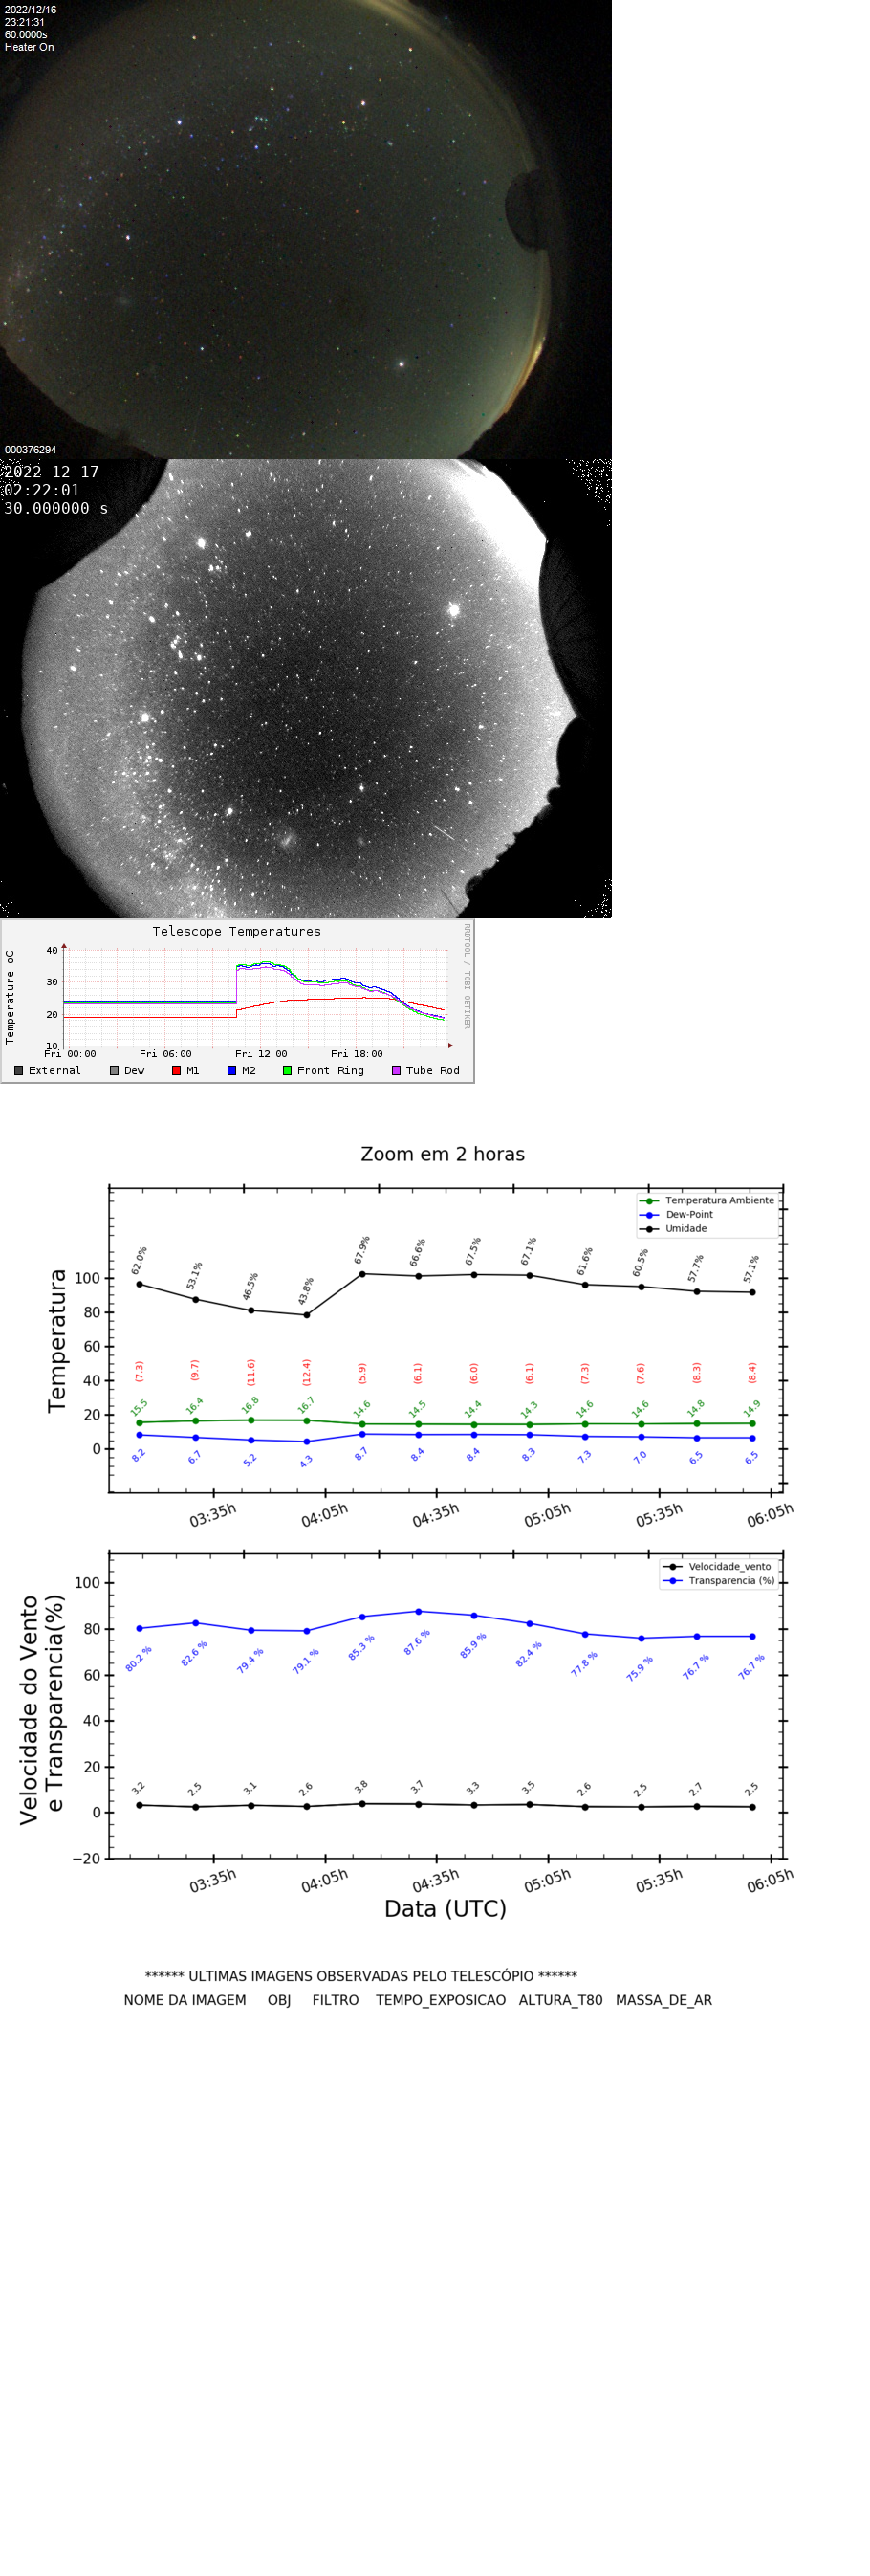 2022/12/16
23:21:31
60.0000s
Heater On
000376294
2022-12-17
02:22:01
30.000000 s
Telescope Temperatures
RRDTOOL / TOBI OETIKER
Temperature oC
40
30
20
10
Fri 00:00 Fri 06:00 Fri 12:00 Fri 18:00
External Dew M1 M2 Front Ring Tube Rod
Zoom em 2 horas
Temperatura Ambiente
Dew-Point
Umidade
Temperatura
100
80
60
40
20
0
62.0% 53.1% 46.5% 43.8% 67.9% 66.6% 67.5% 67.1% 61.6% 60.5% 57.7% 57.1%
(7.3) (9.7) (11.6) (12.4) (5.9) (6.1) (6.0) (6.1) (7.3) (7.6) (8.3) (8.4)
15.5 16.4 16.8 16.7 14.6 14.5 14.4 14.3 14.6 14.6 14.8 14.9
8.2 6.7 5.2 4.3 8.7 8.4 8.4 8.3 7.3 7.0 6.5 6.5
03:35h 04:05h 04:35h 05:05h 05:35h 06:05h
Velocidade_vento
Transparencia (%)
Velocidade do Vento
e Transparencia(%)
100
80
60
40
20
0
−20
80.2 % 82.6 % 79.4 % 79.1 % 85.3 % 87.6 % 85.9 % 82.4 % 77.8 % 75.9 % 76.7 % 76.7 %
3.2 2.5 3.1 2.6 3.8 3.7 3.3 3.5 2.6 2.5 2.7 2.5
03:35h 04:05h 04:35h 05:05h 05:35h 06:05h
Data (UTC)
****** ULTIMAS IMAGENS OBSERVADAS PELO TELESCÓPIO ******
NOME DA IMAGEM OBJ FILTRO TEMPO_EXPOSICAO ALTURA_T80 MASSA_DE_AR